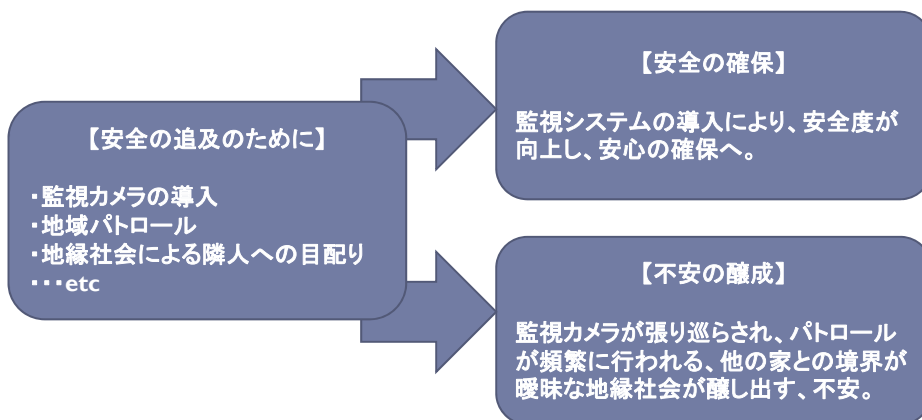 【安全の追及のために】
・監視カメラの導入
・地域パトロール
・地縁社会による隣人への目配り
・・・etc
【安全の確保】
監視システムの導入により、安全度が
向上し、安心の確保へ。
【不安の醸成】
監視カメラが張り巡らされ、パトロール
が頻繁に行われる、他の家との境界が
曖昧な地縁社会が醸し出す、不安。